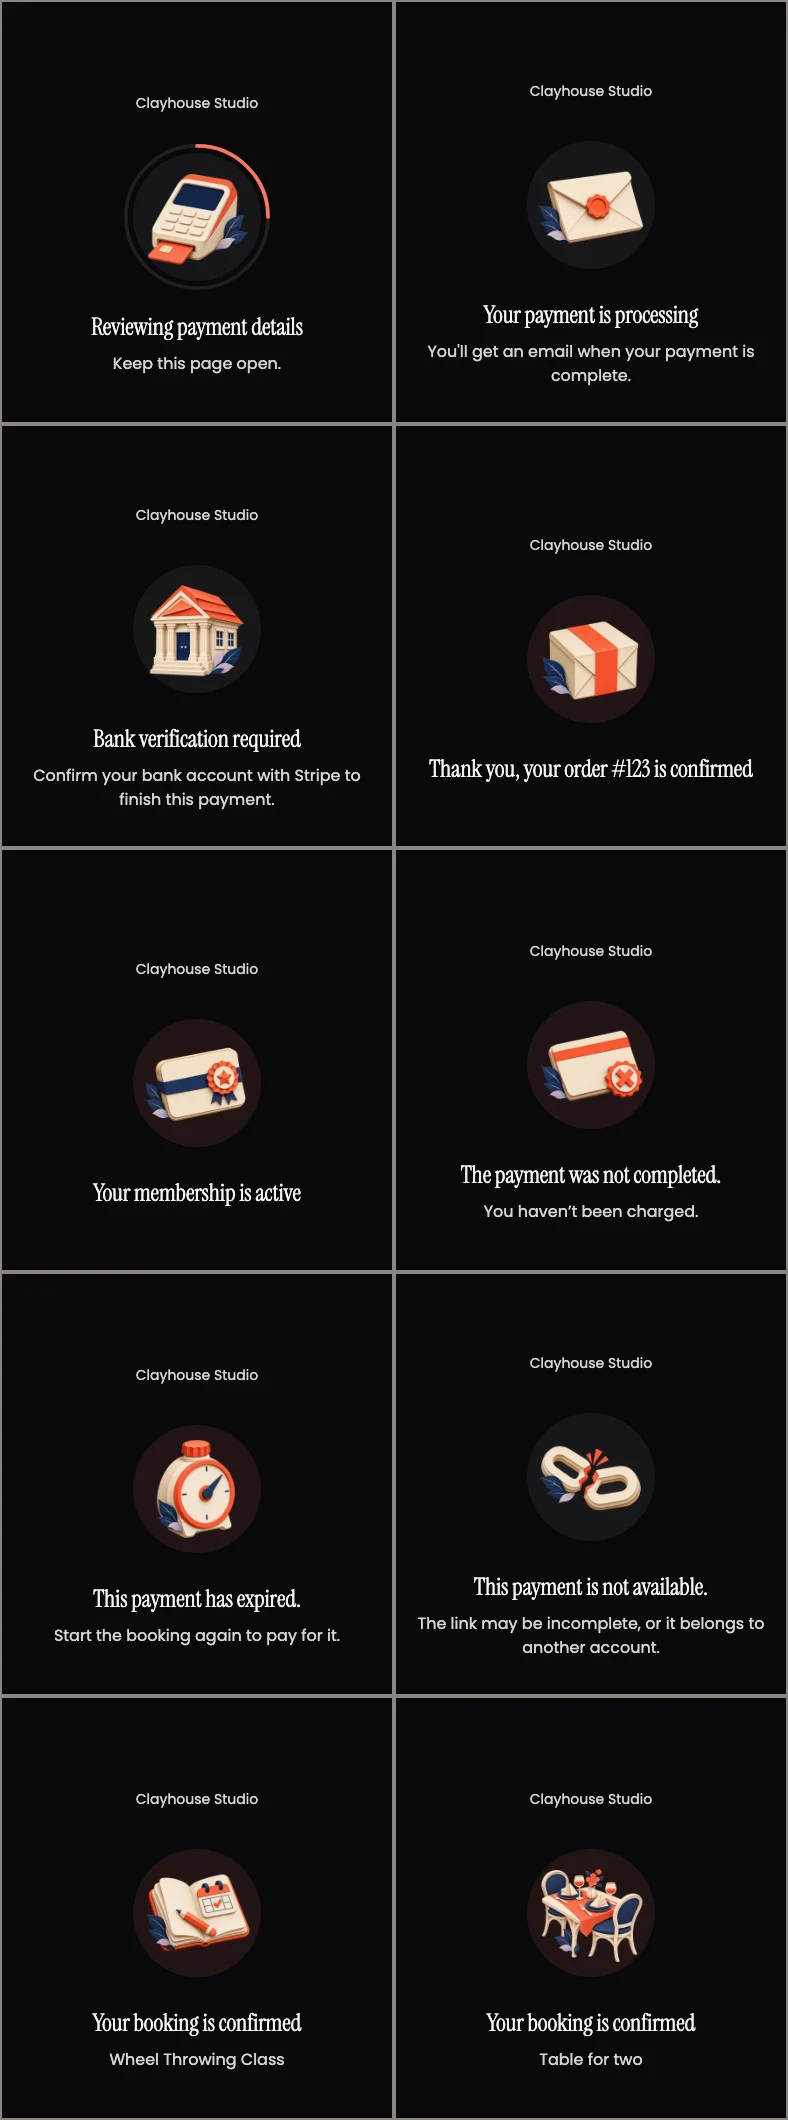 Clayhouse Studio
Reviewing payment details
Keep this page open.
Clayhouse Studio
Your payment is processing
You'll get an email when your payment is
complete.
Clayhouse Studio
Bank verification required
Confirm your bank account with Stripe to
finish this payment.
Clayhouse Studio
Thank you, your order #123 is confirmed
Clayhouse Studio
Your membership is active
Clayhouse Studio
The payment was not completed.
You haven’t been charged.
Clayhouse Studio
This payment has expired.
Start the booking again to pay for it.
Clayhouse Studio
This payment is not available.
The link may be incomplete, or it belongs to
another account.
Clayhouse Studio
Your booking is confirmed
Wheel Throwing Class
Clayhouse Studio
Your booking is confirmed
Table for two